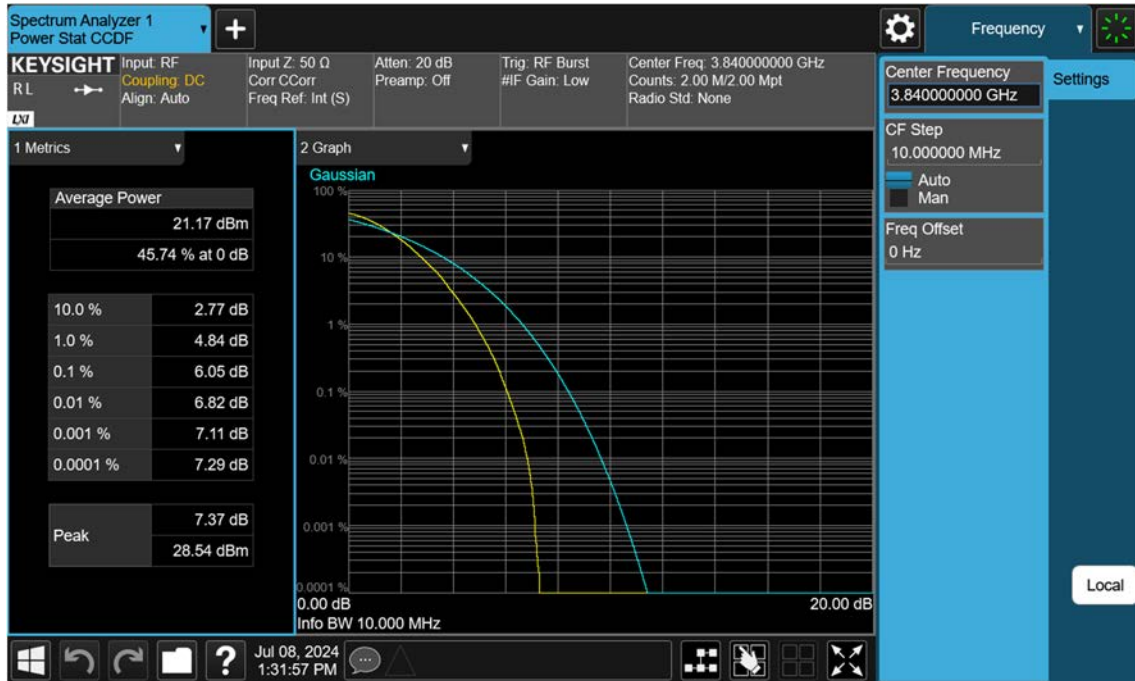 Spectrum Analyzer 1
Power Stat CCDF
Frequency
KEYSIGHT
R L
LXI
Input: RF
Coupling: DC
Align: Auto
Input Z: 50 Ω
Corr CCorr
Freq Ref: Int (S)
Atten: 20 dB
Preamp: Off
Trig: RF Burst
#IF Gain: Low
Center Freq: 3.840000000 GHz
Counts: 2.00 M/2.00 Mpt
Radio Std: None
Center Frequency
3.840000000 GHz
Settings
CF Step
10.000000 MHz
Auto
Man
Freq Offset
0 Hz
1 Metrics
Average Power
21.17 dBm
45.74 % at 0 dB
10.0 % 2.77 dB
1.0 % 4.84 dB
0.1 % 6.05 dB
0.01 % 6.82 dB
0.001 % 7.11 dB
0.0001 % 7.29 dB
Peak
7.37 dB
28.54 dBm
2 Graph
Gaussian
100 %
10 %
1 %
0.1 %
0.01 %
0.001 %
0.0001 %
0.00 dB 20.00 dB
Info BW 10.000 MHz
Local
?
Jul 08, 2024
1:31:57 PM